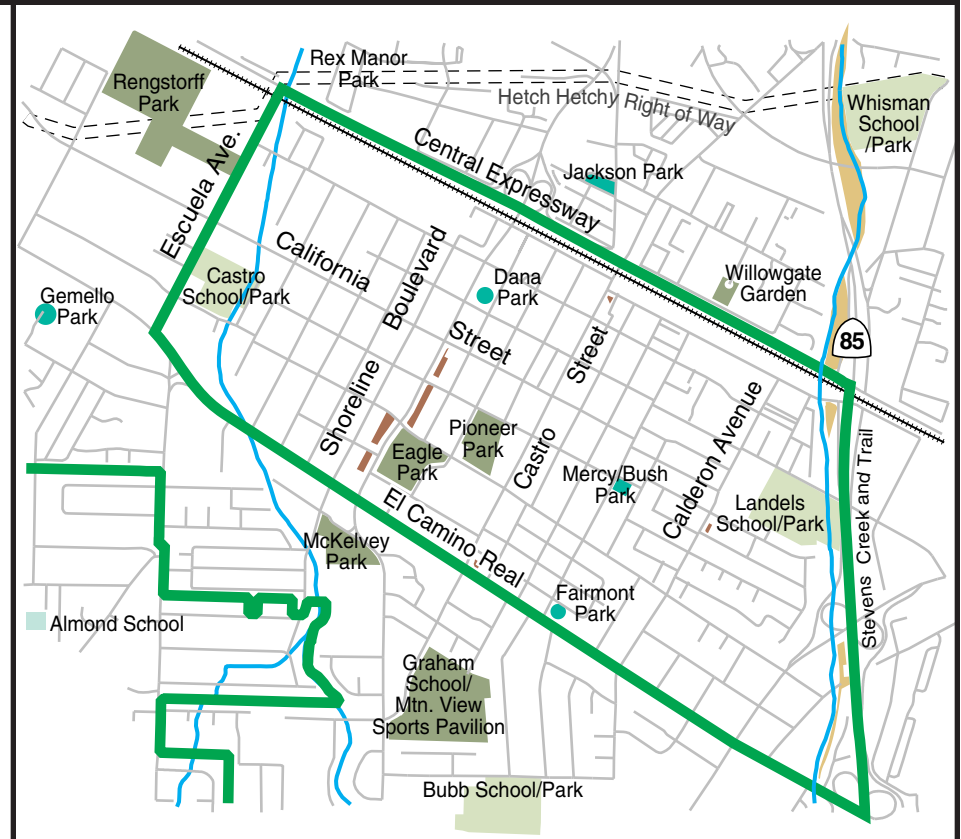 Rex Manor
Park
Rengstorff
Park
Hetch Hetchy Right of Way
Whisman
School
/Park
Central Expressway
Jackson Park
Escuela Ave.
California
Boulevard
Castro
School/Park
Dana
Park
Willowgate
Garden
Gemello
Park
85
Street
Street
Shoreline
Pioneer
Park
Eagle
Park
Castro
Mercy/Bush
Park
Calderon Avenue
Landels
School/Park
El Camino Real
McKelvey
Park
Stevens Creek and Trail
Fairmont
Park
Almond School
Graham
School/
Mtn. View
Sports Pavilion
Bubb School/Park